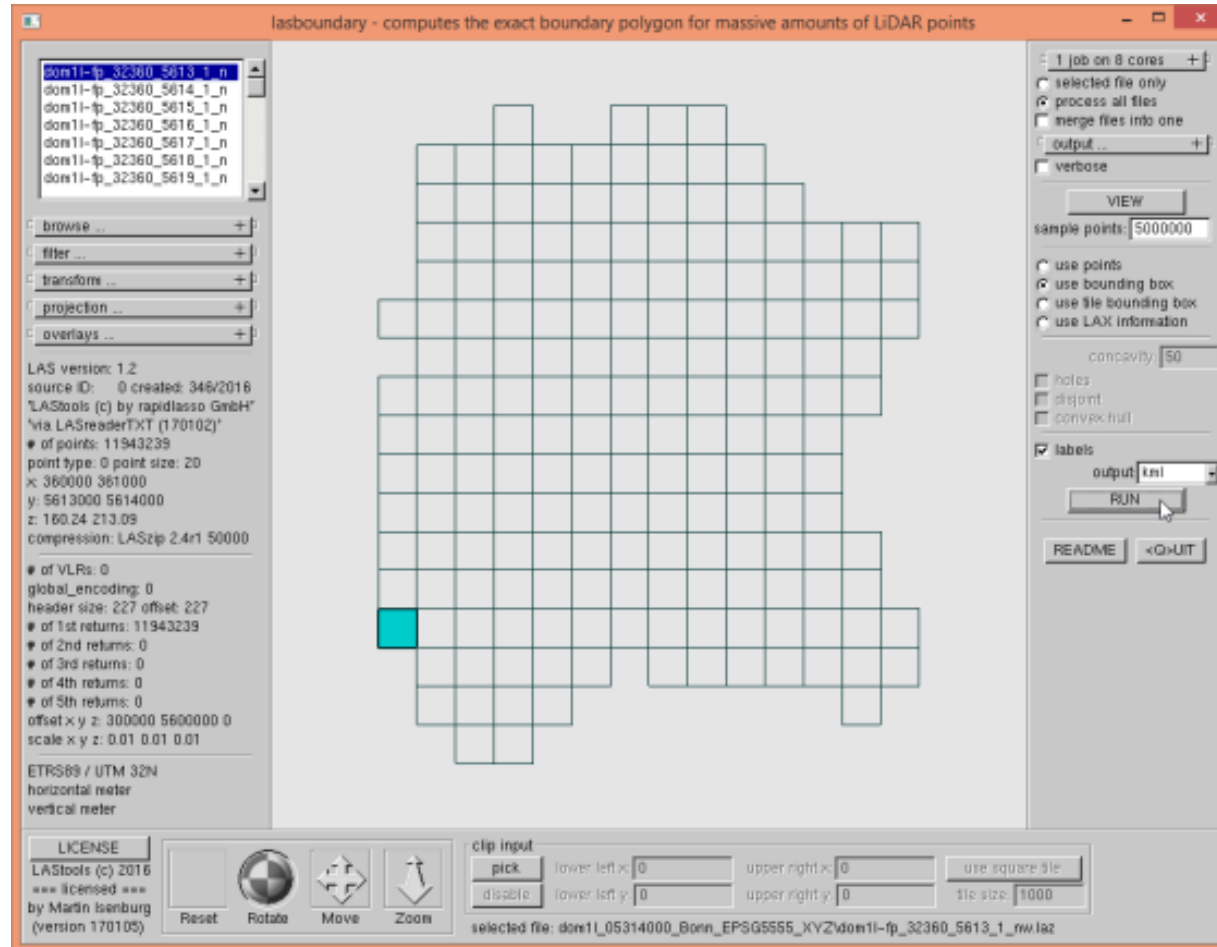 lasboundary - computes the exact boundary polygon for massive amounts of LiDAR points
dom1l-fp_32360_5613_1_n
dom1l-fp_32360_5614_1_n
dom1l-fp_32360_5615_1_n
dom1l-fp_32360_5616_1_n
dom1l-fp_32360_5617_1_n
dom1l-fp_32360_5618_1_n
dom1l-fp_32360_5619_1_n
browse ...
filter ...
transform ...
projection ...
overlays ...
LAS version: 1.2
source ID: 0 created: 346/2016
"LAStools (c) by rapidlasso GmbH"
"via LASreaderTXT (170102)"
# of points: 11943239
point type: 0 point size: 20
x: 360000 361000
y: 5613000 5614000
z: 160.24 213.09
compression: LASzip 2.4r1 50000
# of VLRs: 0
global_encoding: 0
header size: 227 offset: 227
# of 1st returns: 11943239
# of 2nd returns: 0
# of 3rd returns: 0
# of 4th returns: 0
# of 5th returns: 0
offset x y z: 300000 5600000 0
scale x y z: 0.01 0.01 0.01
ETRS89 / UTM 32N
horizontal meter
vertical meter
1 job on 8 cores +
selected file only
process all files
merge files into one
output ... +
verbose
VIEW
sample points: 5000000
use points
use bounding box
use tile bounding box
use LAX information
concavity: 50
holes
disjoint
convex hull
labels
output: kml
RUN
README
<Q>UIT
LICENSE
LAStools (c) 2016
=== licensed ===
by Martin Isenburg
(version 170105)
Reset
Rotate
Move
Zoom
clip input
pick
lower left x: 0
upper right x: 0
use square tile
disable
lower left y: 0
upper right y: 0
tile size: 1000
selected file: dom1l_05314000_Bonn_EPSG5555_XYZ\dom1l-fp_32360_5613_1_nw.laz